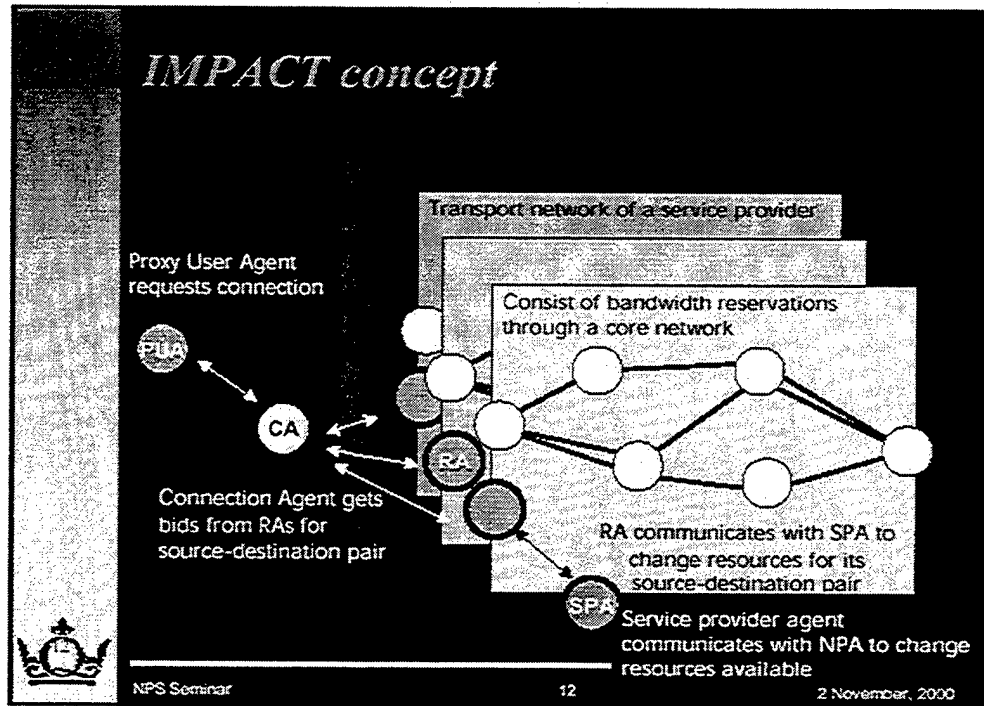 IMPACT concept
Transport network of a service provider
Proxy User Agent
requests connection
Consist of bandwidth reservations
through a core network
PUA
CA
RA
Connection Agent gets
bids from RAs for
source-destination pair
RA communicates with SPA to
change resources for its
source-destination pair
SPA
Service provider agent
communicates with NPA to change
resources available
NPS Seminar
12
2 November, 2000